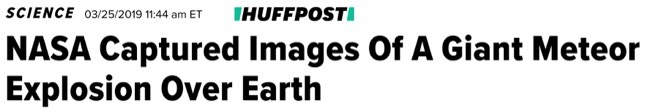 SCIENCE 03/25/2019 11:44 am ET HUFFPOST
NASA Captured Images Of A Giant Meteor
Explosion Over Earth